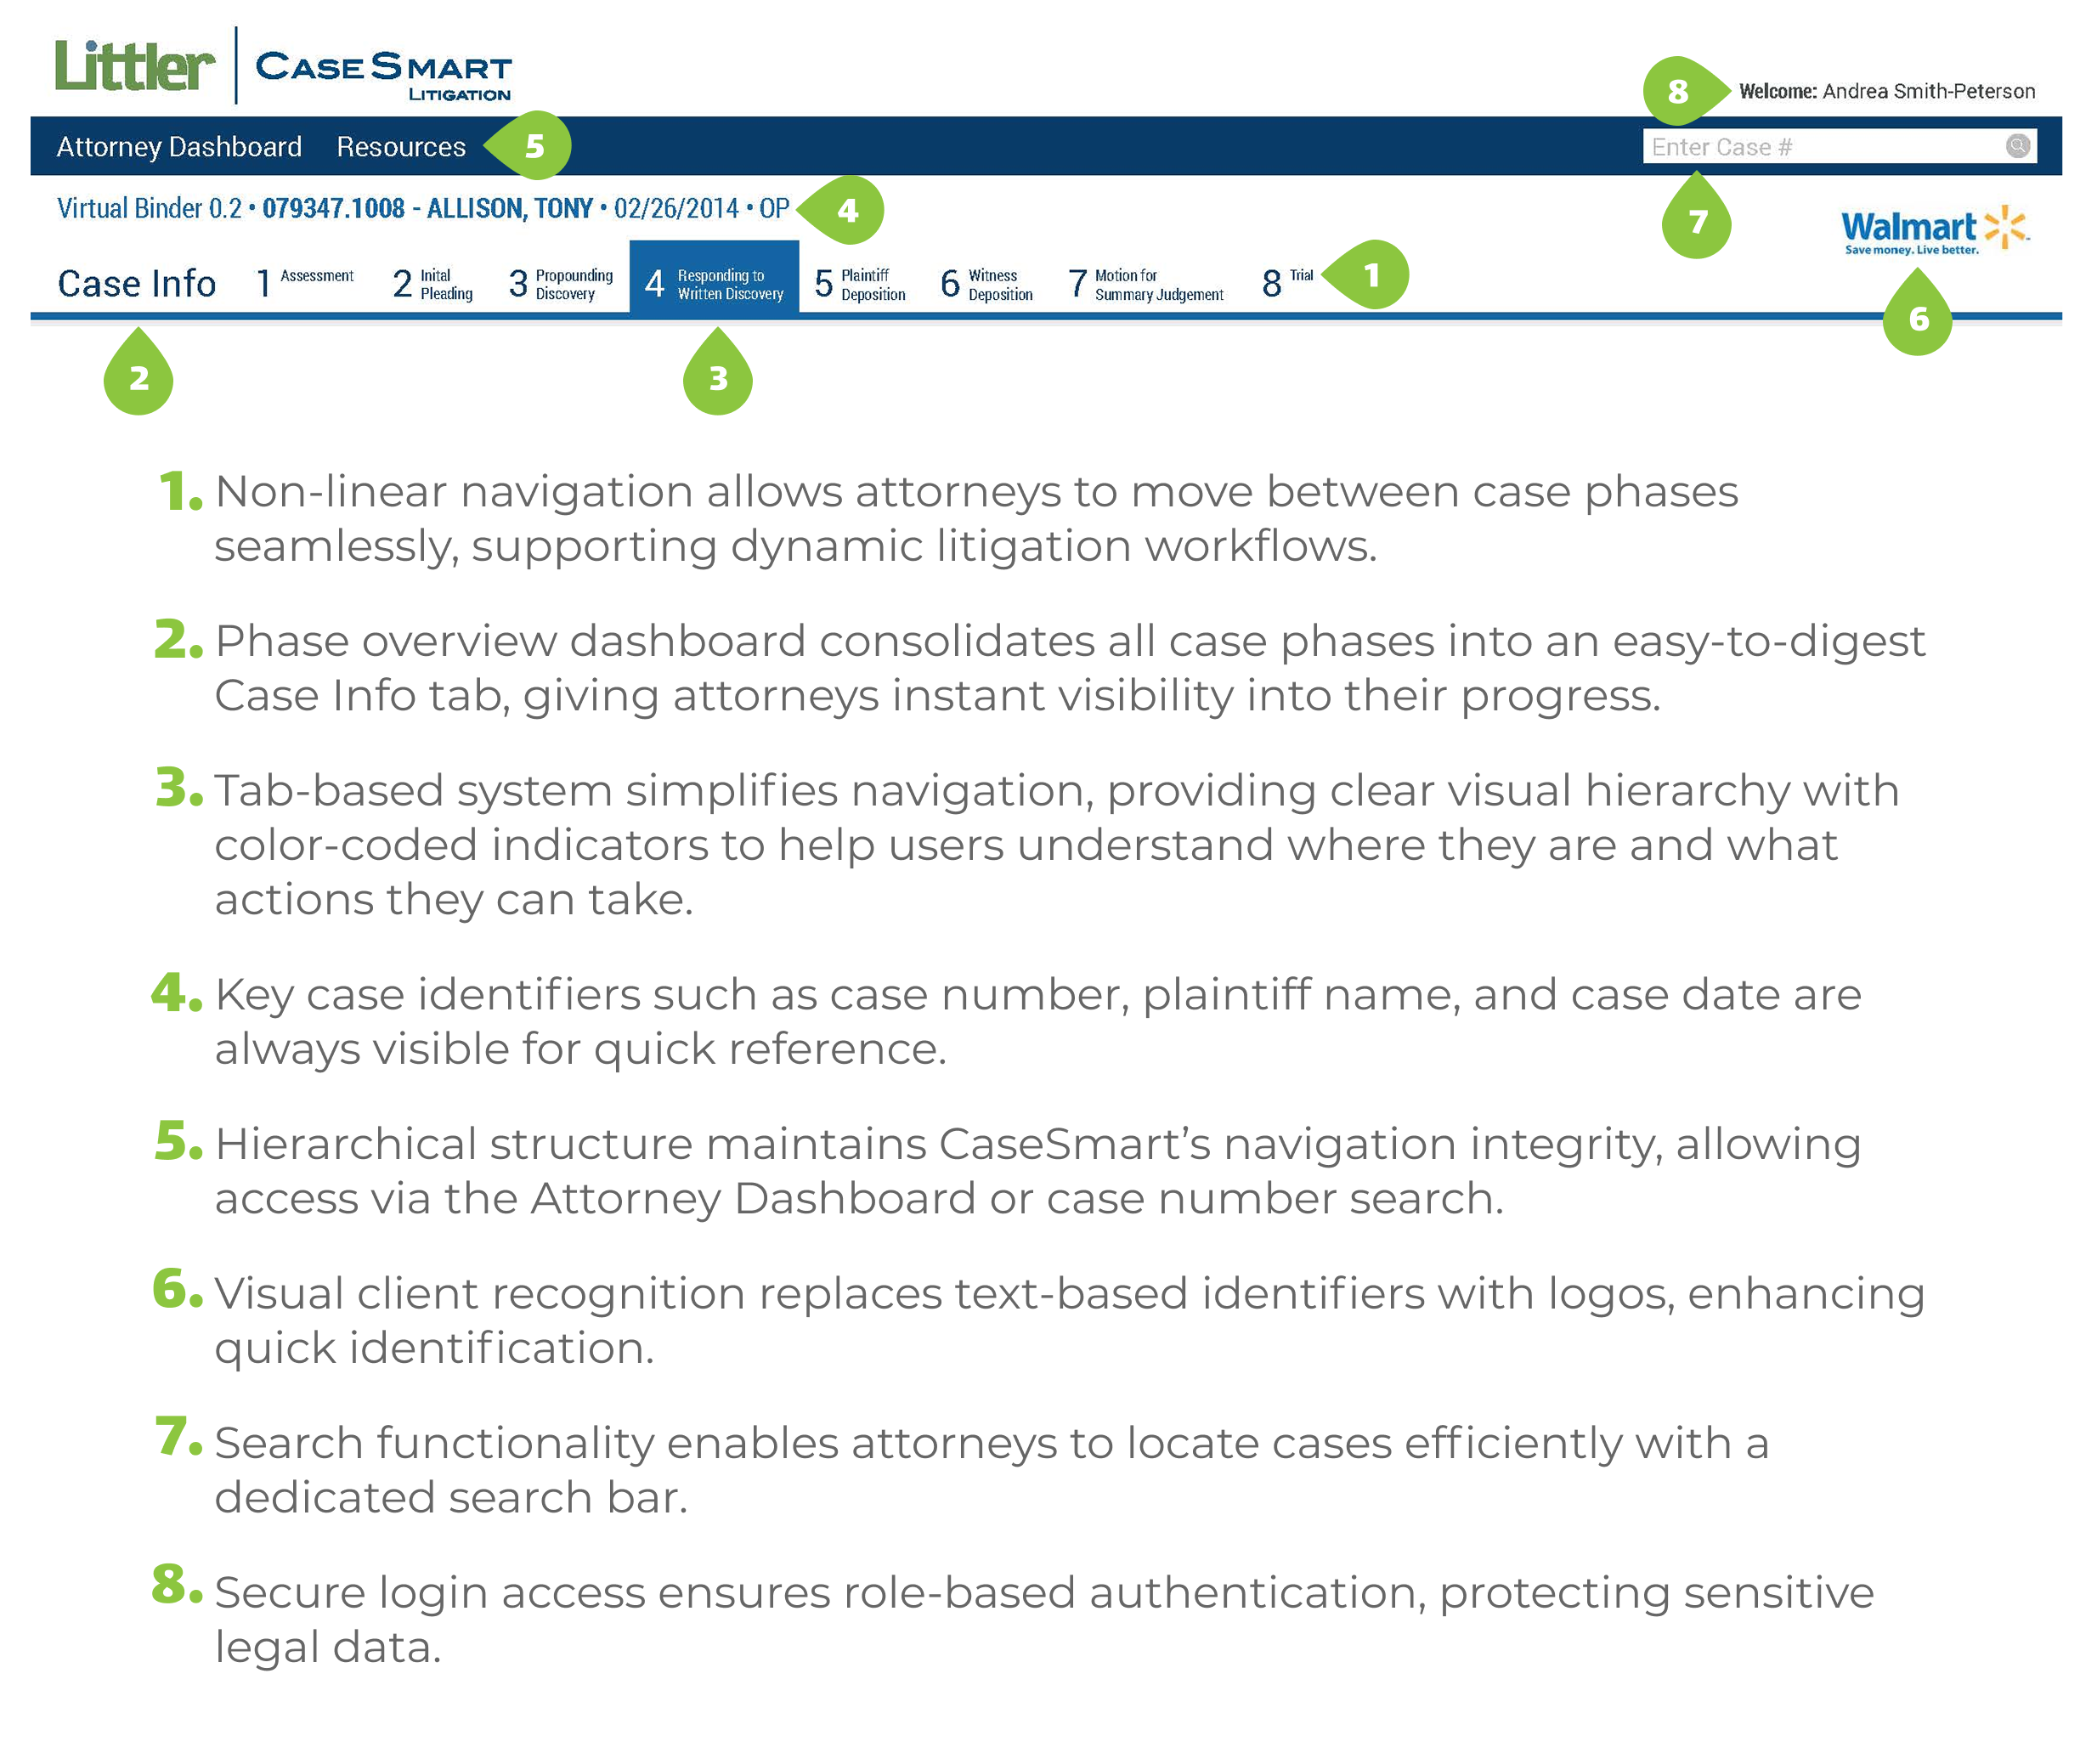 Littler
CASESMART
LITIGATION
8
Welcome: Andrea Smith-Peterson
Attorney Dashboard Resources
5
Enter Case #
Virtual Binder 0.2 • 079347.1008 - ALLISON, TONY • 02/26/2014 • OP
4
7
Walmart
Save money. Live better.
Case Info
1 Assessment
2 Inital
Pleading
3 Propounding
Discovery
4 Responding to
Written Discovery
5 Plaintiff
Deposition
6 Witness
Deposition
7 Motion for
Summary Judgement
8 Trial
1
6
2
3
1. Non-linear navigation allows attorneys to move between case phases
seamlessly, supporting dynamic litigation workflows.
2. Phase overview dashboard consolidates all case phases into an easy-to-digest
Case Info tab, giving attorneys instant visibility into their progress.
3. Tab-based system simplifies navigation, providing clear visual hierarchy with
color-coded indicators to help users understand where they are and what
actions they can take.
4. Key case identifiers such as case number, plaintiff name, and case date are
always visible for quick reference.
5. Hierarchical structure maintains CaseSmart’s navigation integrity, allowing
access via the Attorney Dashboard or case number search.
6. Visual client recognition replaces text-based identifiers with logos, enhancing
quick identification.
7. Search functionality enables attorneys to locate cases efficiently with a
dedicated search bar.
8. Secure login access ensures role-based authentication, protecting sensitive
legal data.